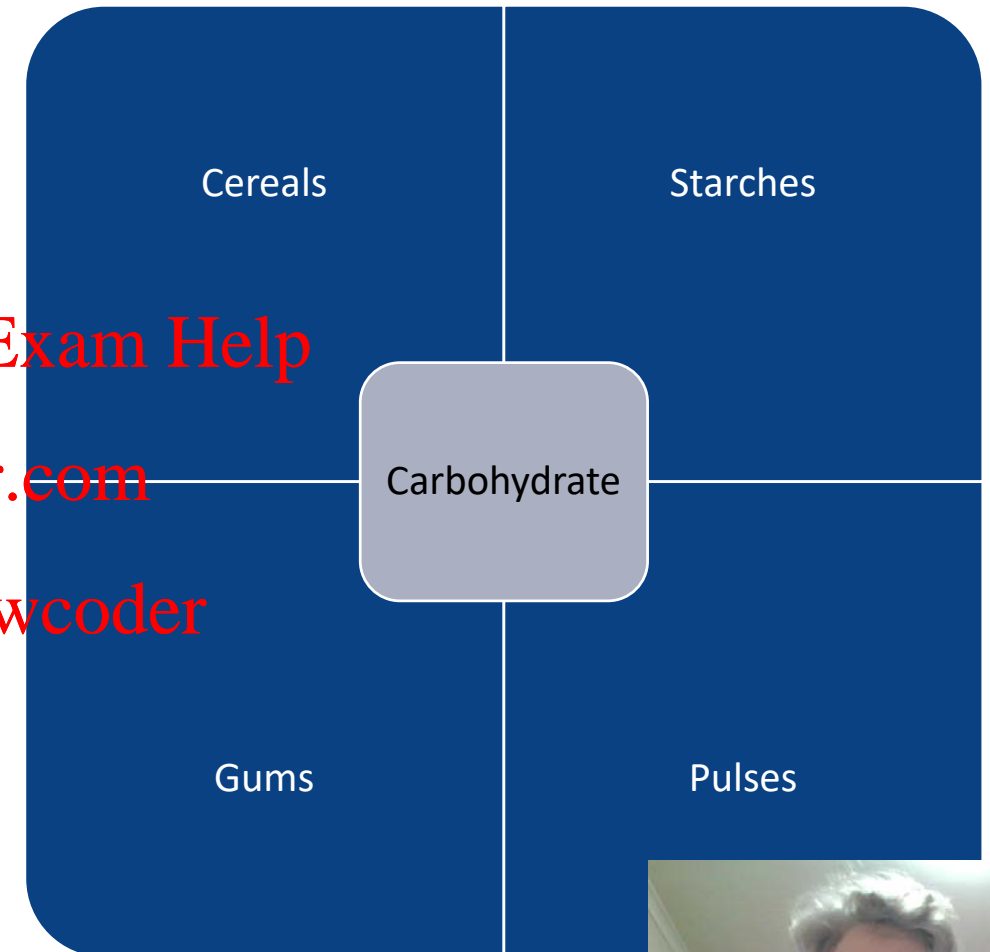 Cereals
Starches
Exam Help
Carbohydrate
.com
wcoder
Gums
Pulses